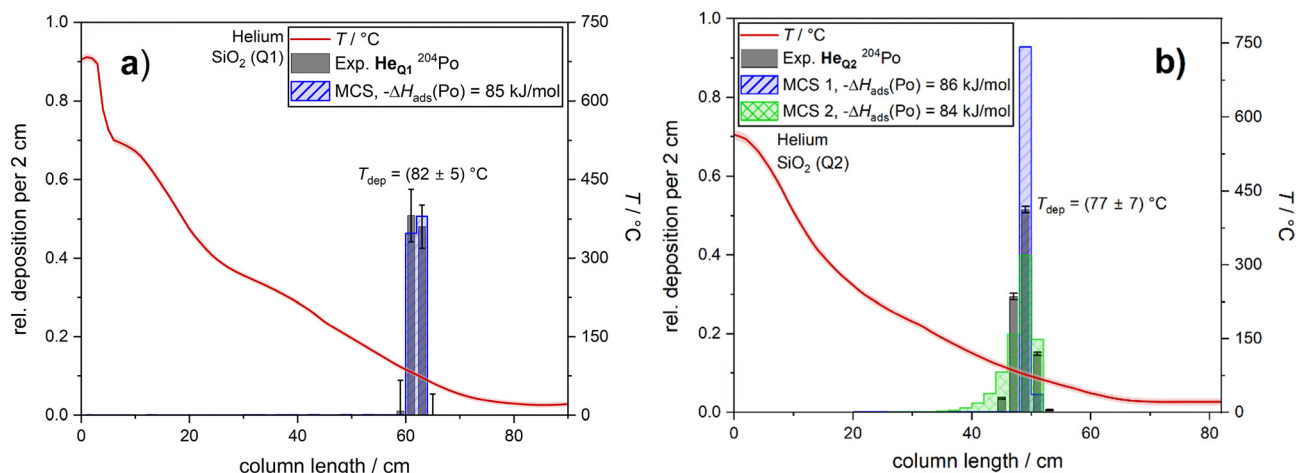 a)
Helium
SiO₂ (Q1)
T / °C
Exp. HeQ1 ²⁰⁴Po
MCS, -ΔHads(Po) = 85 kJ/mol
Tdep = (82 ± 5) °C
rel. deposition per 2 cm
1.0
0.8
0.6
0.4
0.2
0.0
0 20 40 60 80
column length / cm
750
600
450
300
150
0
T / °C
b)
T / °C
Exp. HeQ2 ²⁰⁴Po
MCS 1, -ΔHads(Po) = 86 kJ/mol
MCS 2, -ΔHads(Po) = 84 kJ/mol
Helium
SiO₂ (Q2)
Tdep = (77 ± 7) °C
rel. deposition per 2 cm
1.0
0.8
0.6
0.4
0.2
0.0
0 20 40 60 80
column length / cm
750
600
450
300
150
0
T / °C